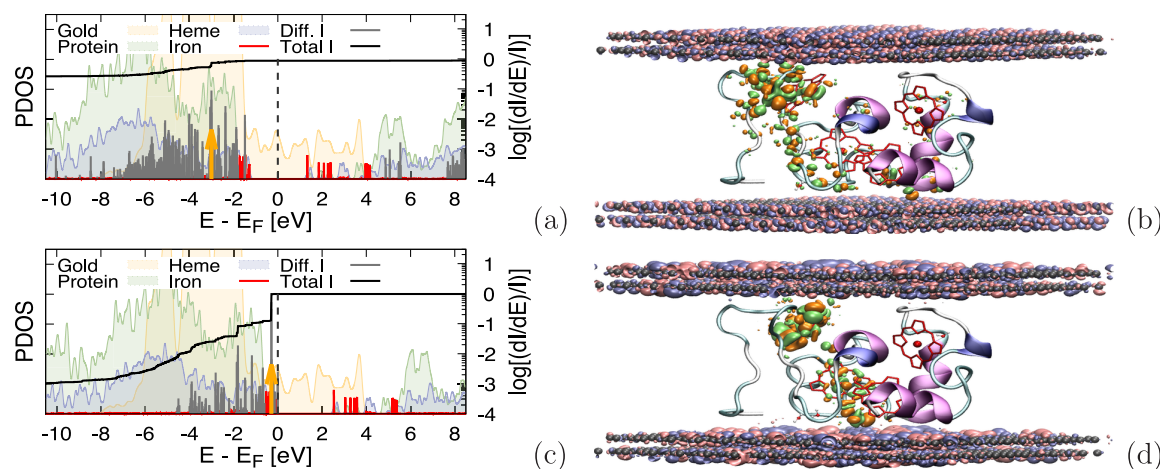 Gold Heme Diff. I
Protein Iron Total I
PDOS
log[(dI/dE)/I)]
1
0
-1
-2
-3
-4
-10 -8 -6 -4 -2 0 2 4 6 8
E - E_F [eV]
(a)
(b)
Gold Heme Diff. I
Protein Iron Total I
PDOS
log[(dI/dE)/I)]
1
0
-1
-2
-3
-4
-10 -8 -6 -4 -2 0 2 4 6 8
E - E_F [eV]
(c)
(d)